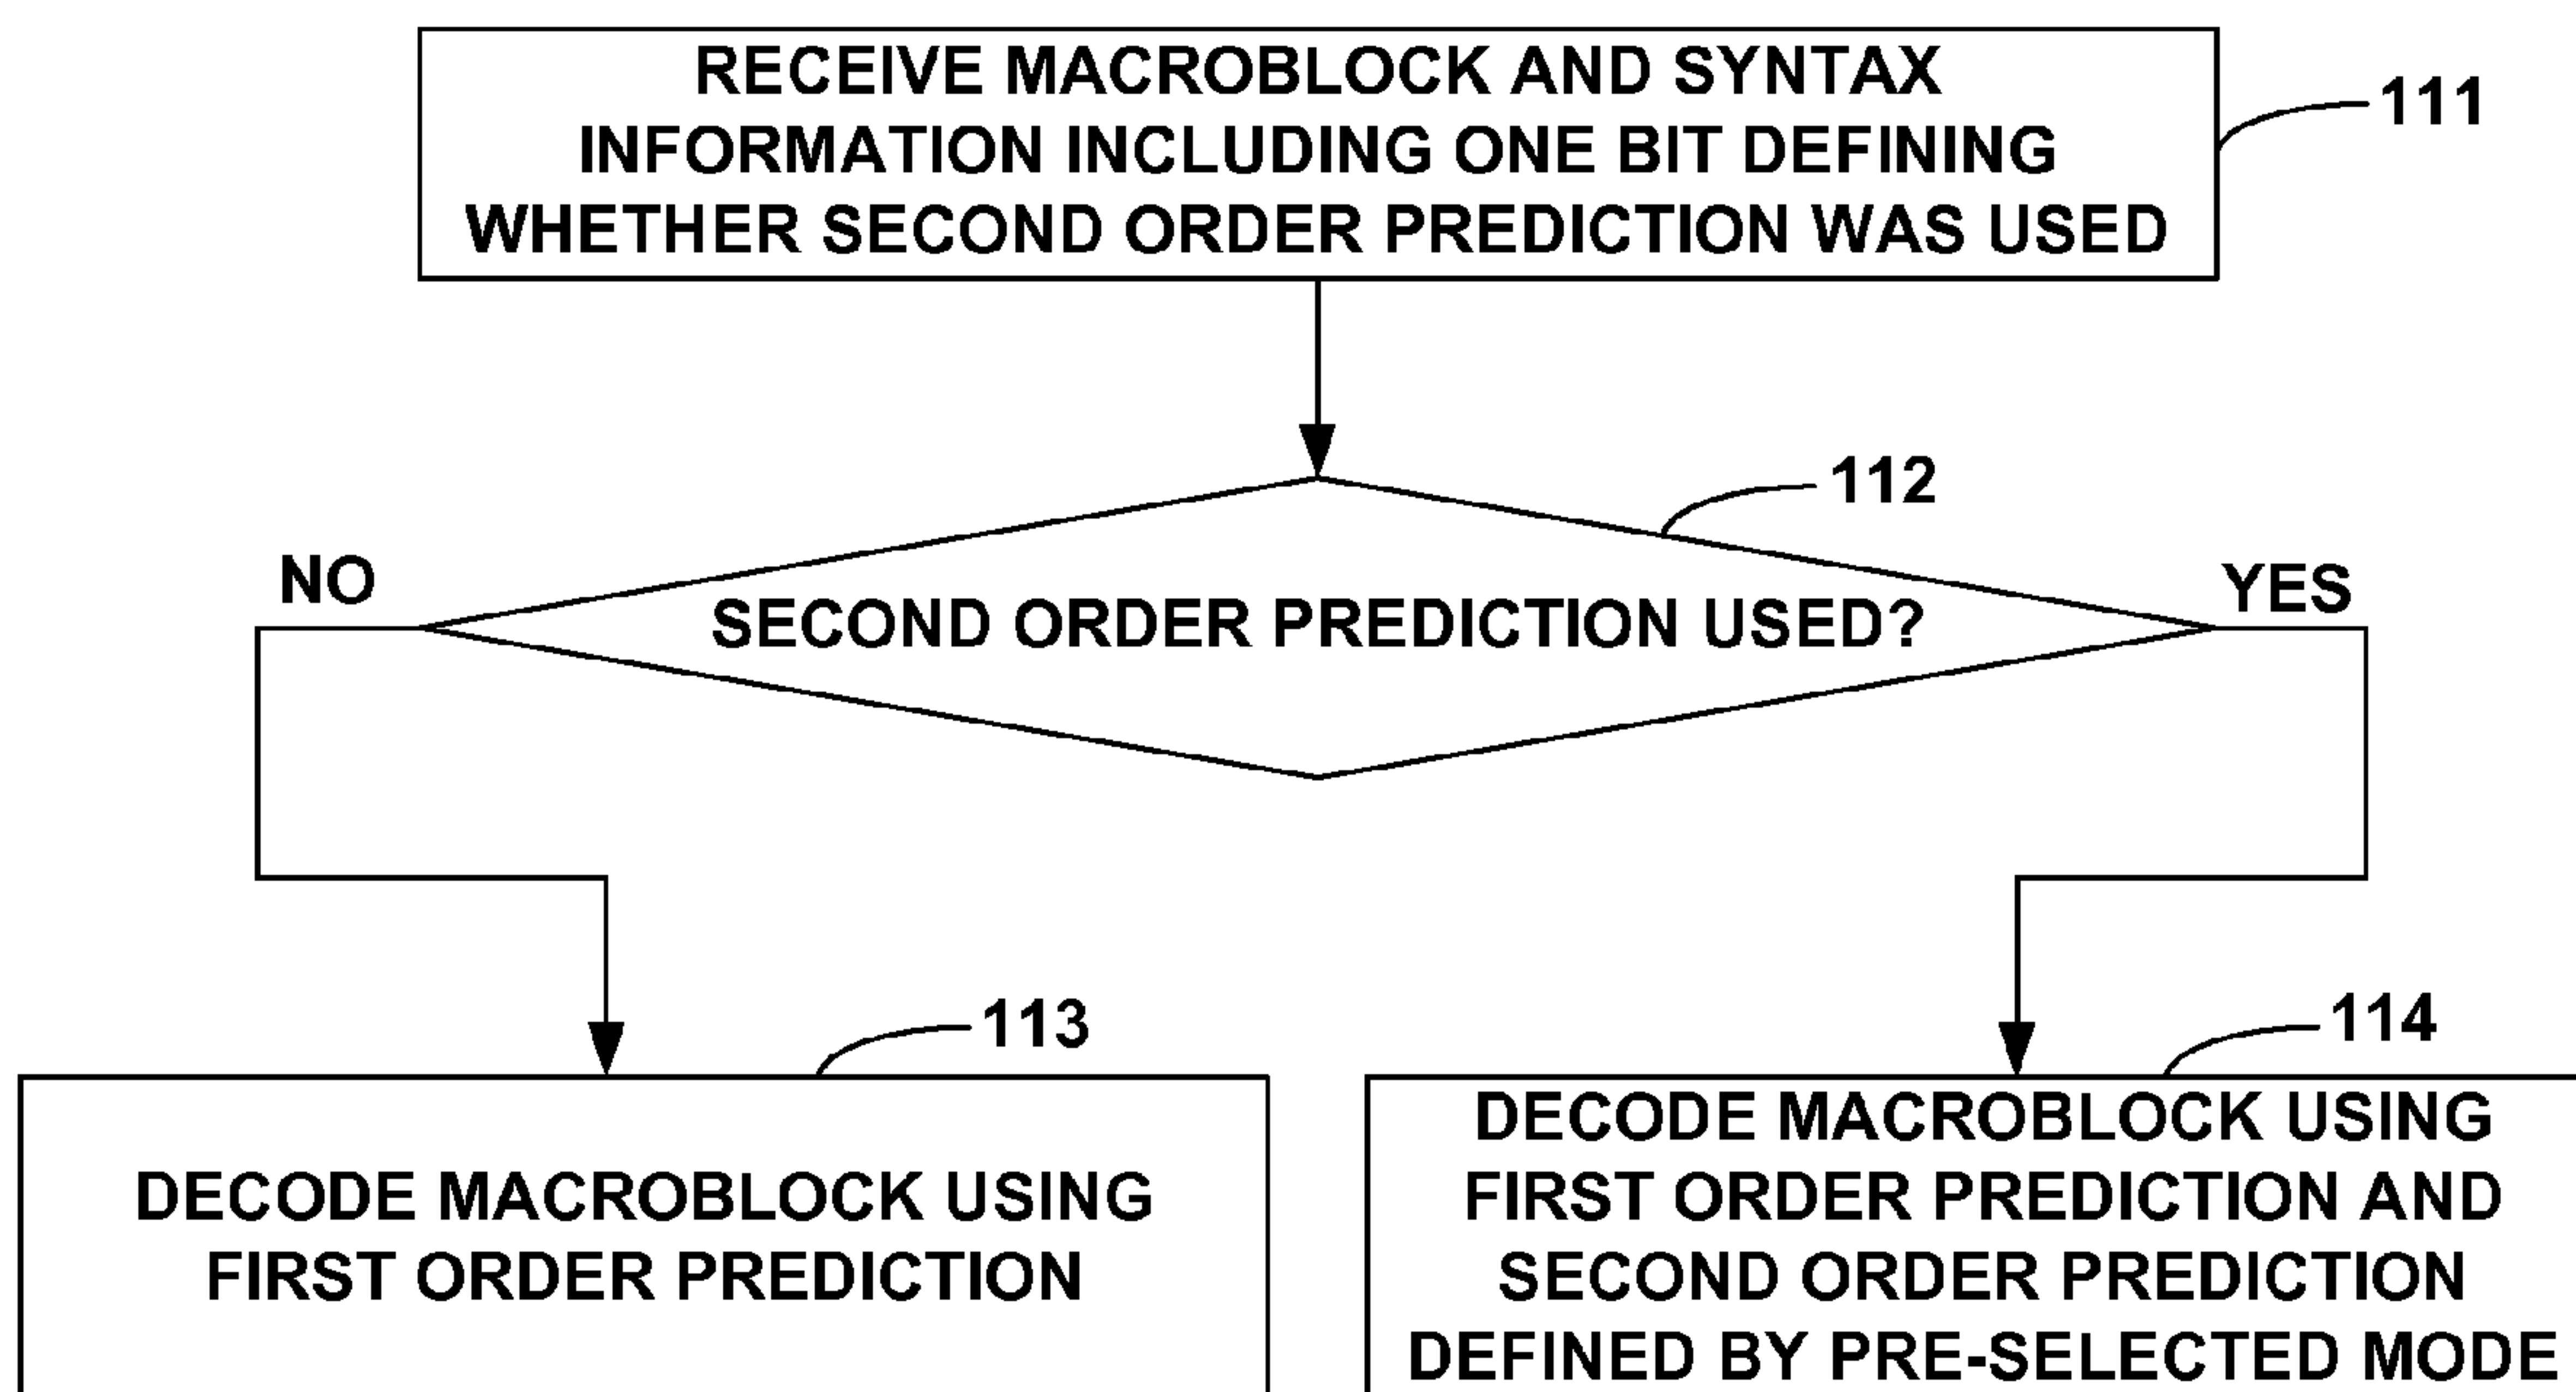 RECEIVE MACROBLOCK AND SYNTAX
INFORMATION INCLUDING ONE BIT DEFINING
WHETHER SECOND ORDER PREDICTION WAS USED
111
112
NO
YES
SECOND ORDER PREDICTION USED?
113
114
DECODE MACROBLOCK USING
FIRST ORDER PREDICTION
DECODE MACROBLOCK USING
FIRST ORDER PREDICTION AND
SECOND ORDER PREDICTION
DEFINED BY PRE-SELECTED MODE